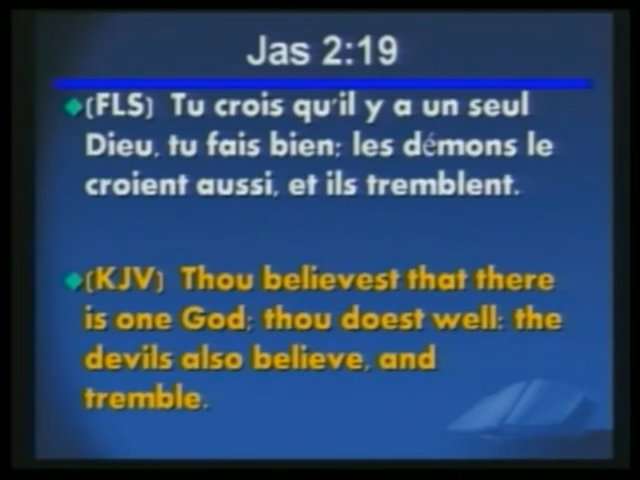 Jas 2:19
(FLS) Tu crois qu'il y a un seul
Dieu, tu fais bien; les démons le
croient aussi, et ils tremblent.
(KJV) Thou believest that there
is one God; thou doest well: the
devils also believe, and
tremble.